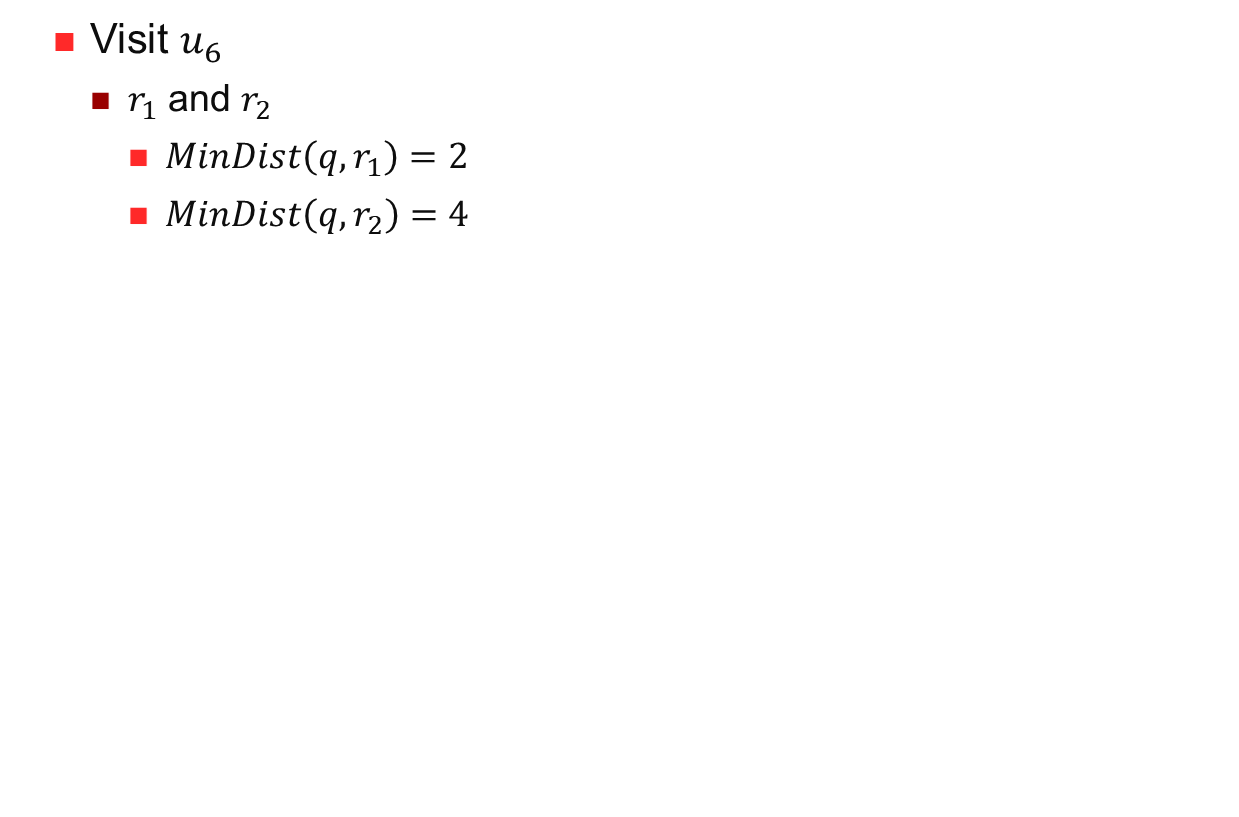 Visit u₆
r₁ and r₂
MinDist(q, r₁) = 2
MinDist(q, r₂) = 4